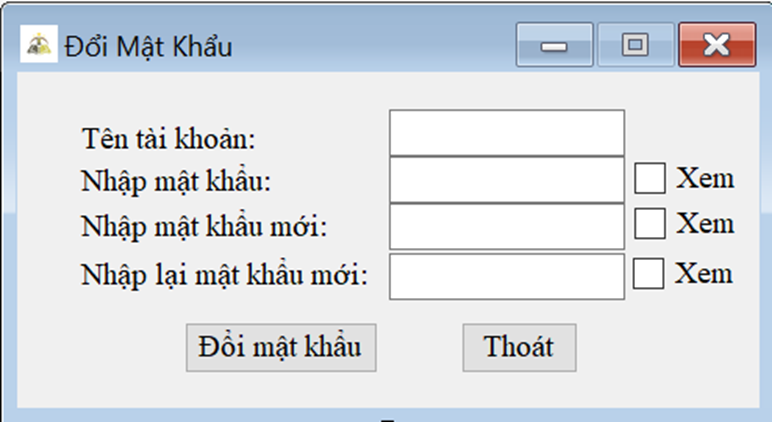 Đổi Mật Khẩu
Tên tài khoản:
Nhập mật khẩu:
Xem
Nhập mật khẩu mới:
Xem
Nhập lại mật khẩu mới:
Xem
Đổi mật khẩu
Thoát